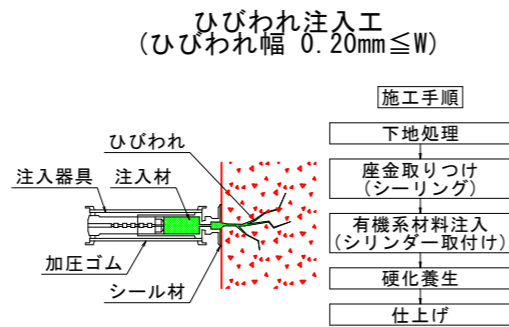 ひびわれ注入工
(ひびわれ幅 0.20mm≦W)
施工手順
下地処理
座金取りつけ
(シーリング)
有機系材料注入
(シリンダー取付け)
硬化養生
仕上げ
ひびわれ
注入器具
注入材
加圧ゴム
シール材